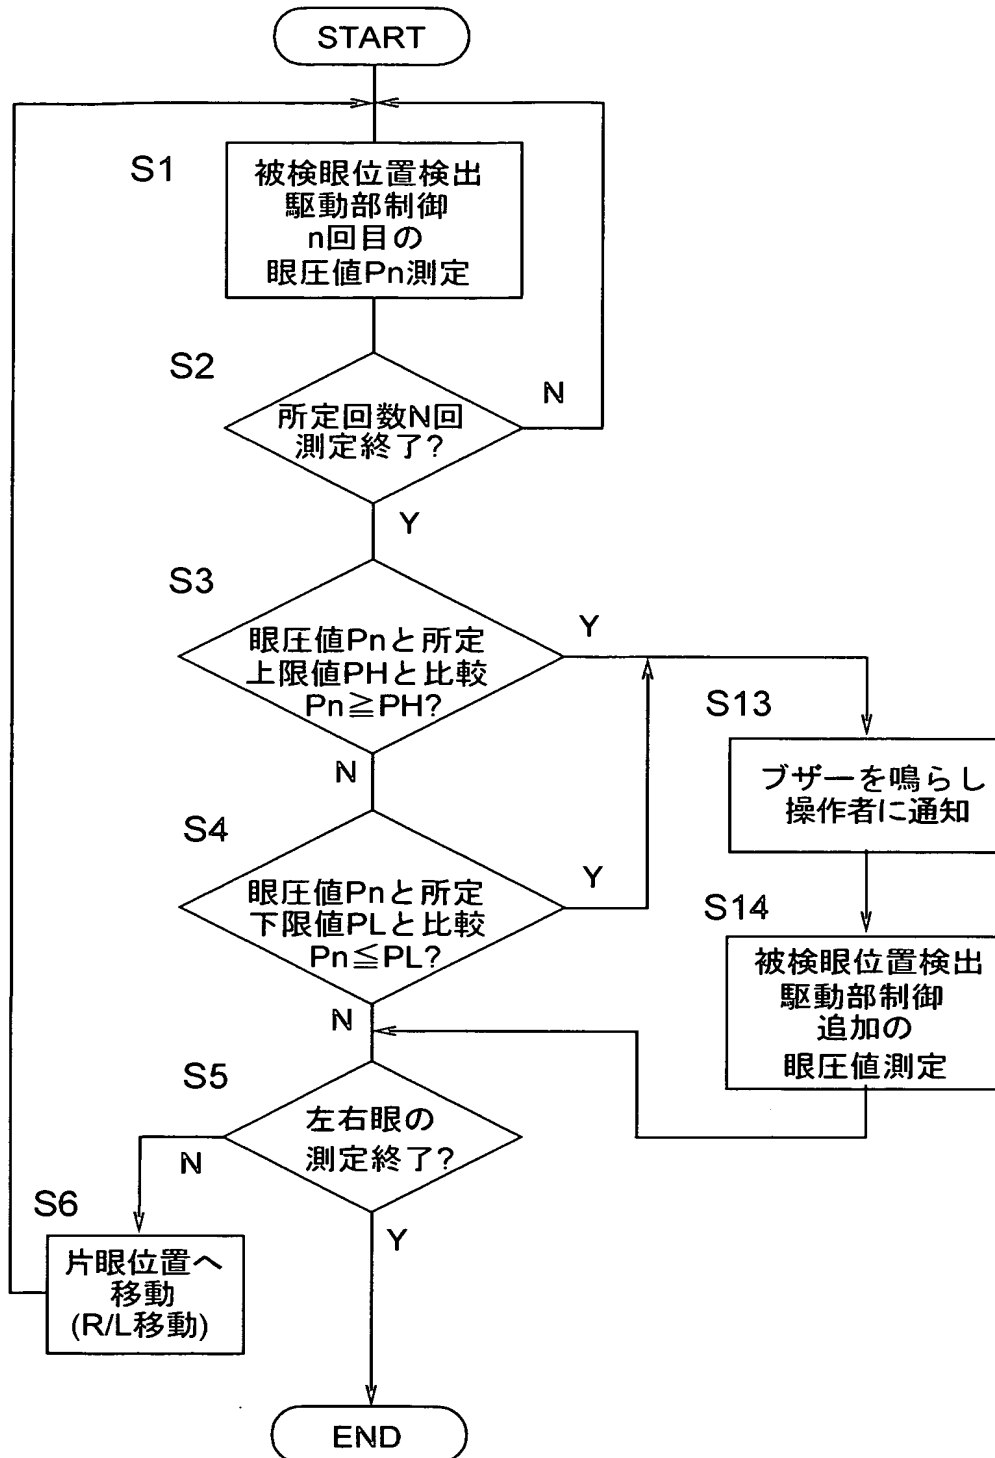 START
S1
被検眼位置検出
駆動部制御
n回目の
眼圧値Pn測定
S2
所定回数N回
測定終了?
N
Y
S3
眼圧値Pnと所定
上限値PHと比較
Pn≧PH?
Y
N
S13
ブザーを鳴らし
操作者に通知
S4
眼圧値Pnと所定
下限値PLと比較
Pn≦PL?
Y
N
S14
被検眼位置検出
駆動部制御
追加の
眼圧値測定
S5
左右眼の
測定終了?
N
Y
S6
片眼位置へ
移動
(R/L移動)
END